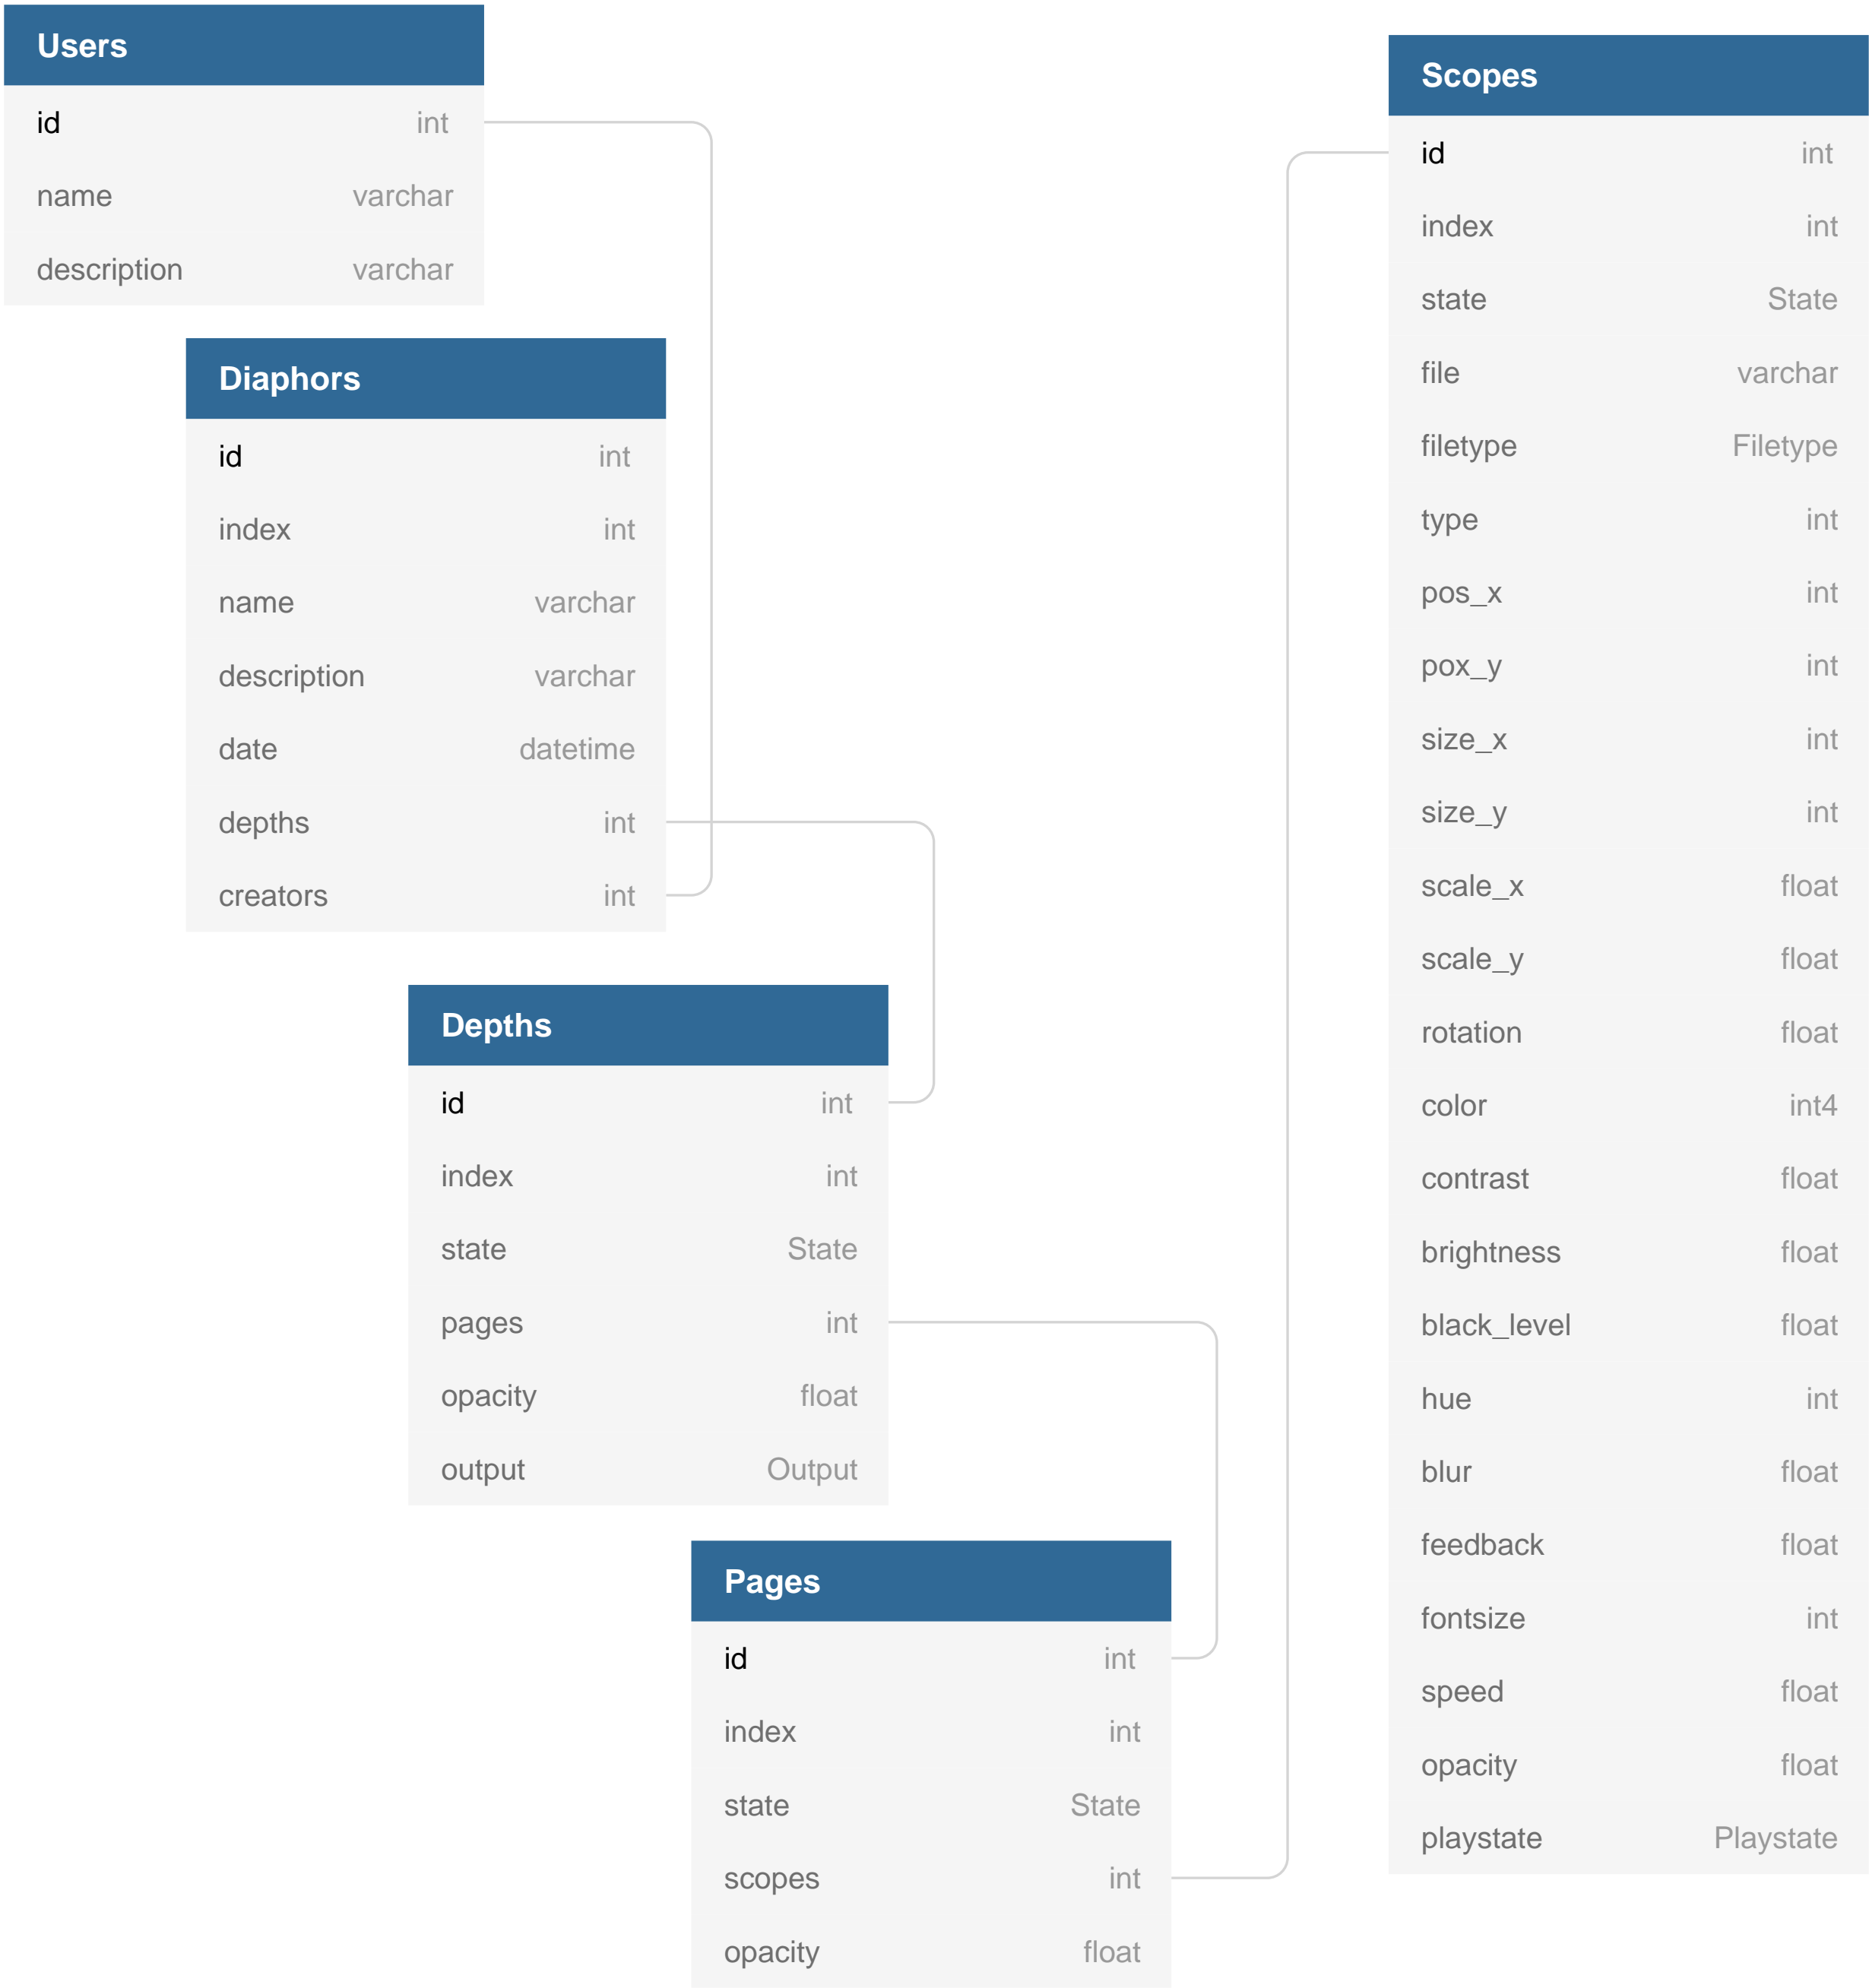 Users
id int
name varchar
description varchar
Diaphors
id int
index int
name varchar
description varchar
date datetime
depths int
creators int
Depths
id int
index int
state State
pages int
opacity float
output Output
Pages
id int
index int
state State
scopes int
opacity float
Scopes
id int
index int
state State
file varchar
filetype Filetype
type int
pos_x int
pox_y int
size_x int
size_y int
scale_x float
scale_y float
rotation float
color int4
contrast float
brightness float
black_level float
hue int
blur float
feedback float
fontsize int
speed float
opacity float
playstate Playstate